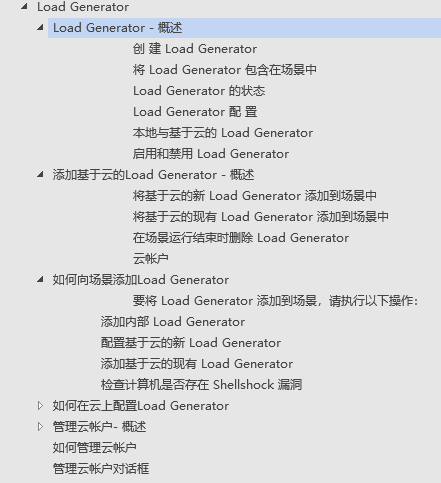 Load Generator
Load Generator - 概述
创 建 Load Generator
将 Load Generator 包含在场景中
Load Generator 的状态
Load Generator 配 置
本地与基于云的 Load Generator
启用和禁用 Load Generator
添加基于云的Load Generator - 概述
将基于云的新 Load Generator 添加到场景中
将基于云的现有 Load Generator 添加到场景中
在场景运行结束时删除 Load Generator
云帐户
如何向场景添加Load Generator
要将 Load Generator 添加到场景，请执行以下操作：
添加内部 Load Generator
配置基于云的新 Load Generator
添加基于云的现有 Load Generator
检查计算机是否存在 Shellshock 漏洞
如何在云上配置Load Generator
管理云帐户- 概述
如何管理云帐户
管理云帐户对话框